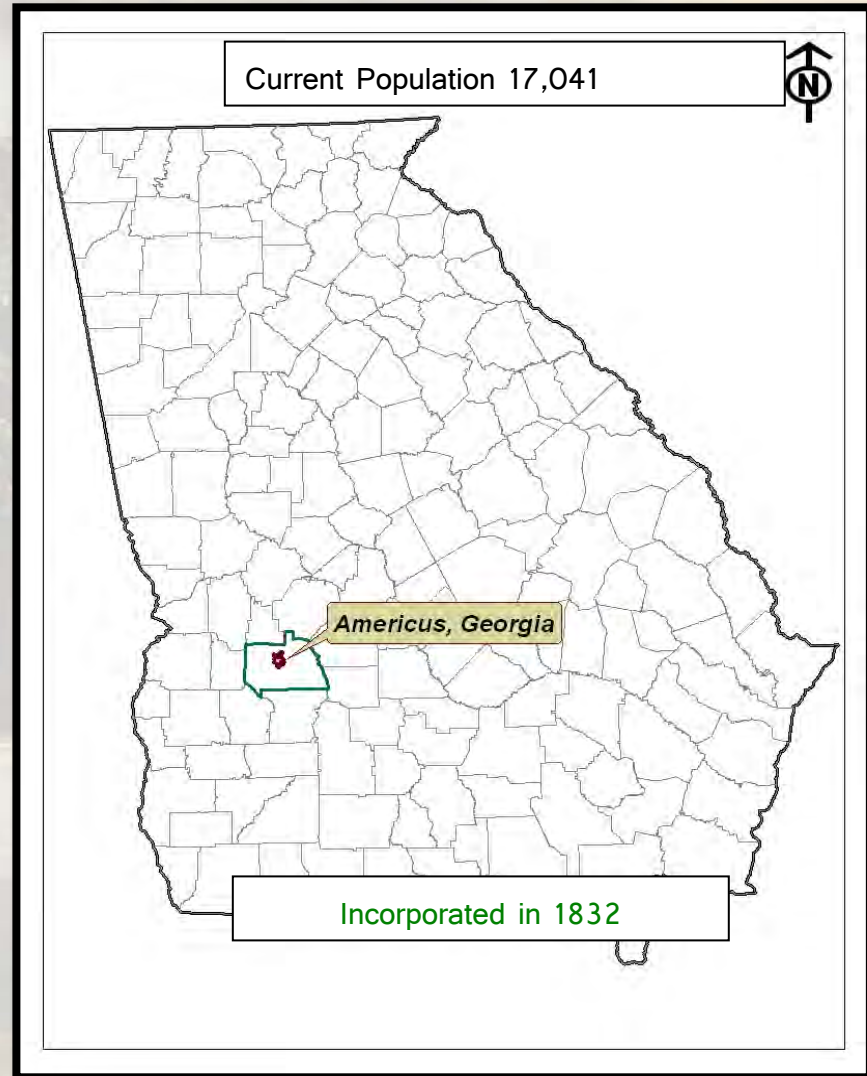 Current Population 17,041
N
Americus, Georgia
Incorporated in 1832